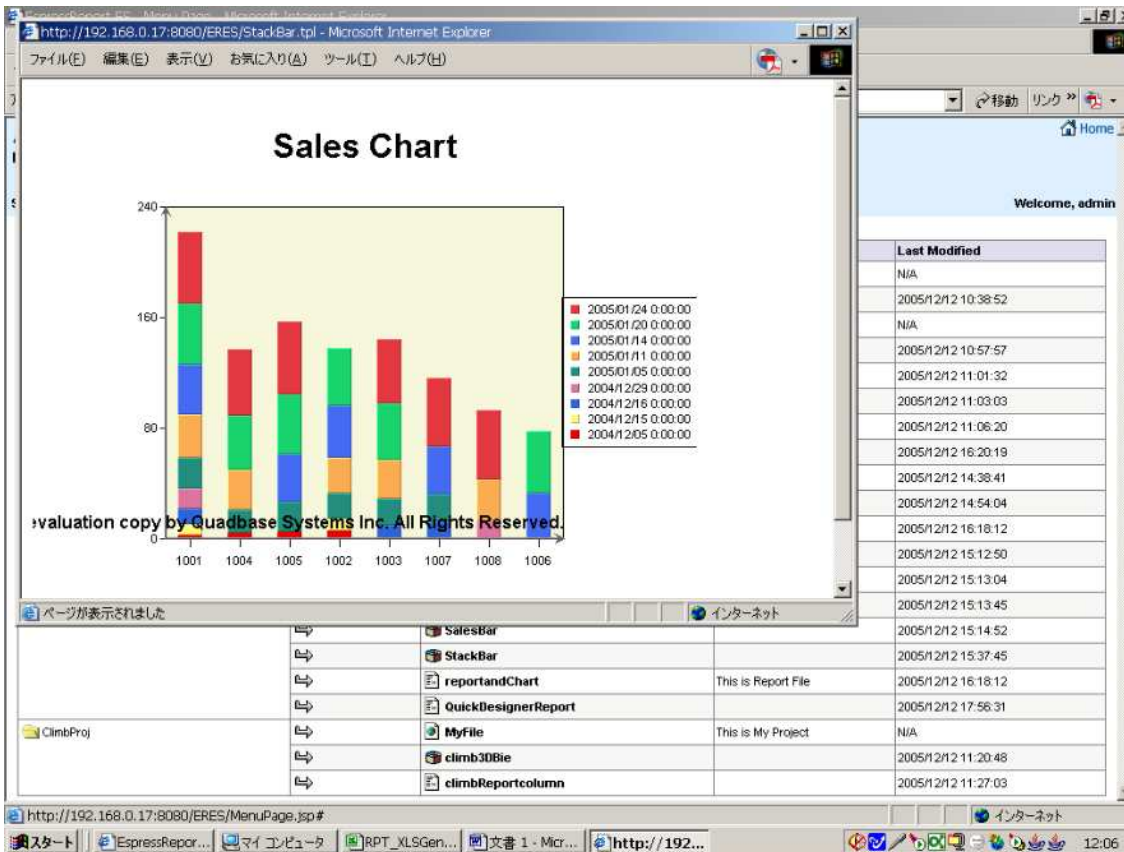 EspressReport ES - Menu Page - Microsoft Internet Explorer
http://192.168.0.17:8080/ERES/StackBar.tpl - Microsoft Internet Explorer
ファイル(F) 編集(E) 表示(V) お気に入り(A) ツール(T) ヘルプ(H)
移動 リンク »
Home
Welcome, admin
Sales Chart
240
160
80
0
1001 1004 1005 1002 1003 1007 1008 1006
2005/01/24 0:00:00
2005/01/20 0:00:00
2005/01/14 0:00:00
2005/01/11 0:00:00
2005/01/05 0:00:00
2004/12/29 0:00:00
2004/12/16 0:00:00
2004/12/15 0:00:00
2004/12/05 0:00:00
evaluation copy by Quadbase Systems Inc. All Rights Reserved.
ページが表示されました インターネット
Last Modified
N/A
2005/12/12 10:38:52
N/A
2005/12/12 10:57:57
2005/12/12 11:01:32
2005/12/12 11:03:03
2005/12/12 11:06:20
2005/12/12 16:20:19
2005/12/12 14:38:41
2005/12/12 14:54:04
2005/12/12 16:18:12
2005/12/12 15:12:50
2005/12/12 15:13:04
2005/12/12 15:13:45
SalesBar 2005/12/12 15:14:52
StackBar 2005/12/12 15:37:45
reportandChart This is Report File 2005/12/12 16:18:12
QuickDesignerReport 2005/12/12 17:56:31
ClimbProj MyFile This is My Project N/A
climb3DBie 2005/12/12 11:20:48
climbReportcolumn 2005/12/12 11:27:03
http://192.168.0.17:8080/ERES/MenuPage.jsp# インターネット
スタート EspressRepor... マイ コンピュータ RPT_XLSGen... 文書 1 - Micr... http://192... 12:06